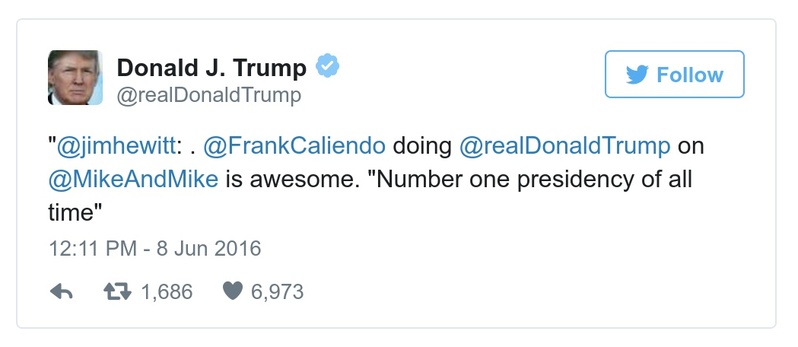 Donald J. Trump
@realDonaldTrump
Follow
"@jimhewitt: . @FrankCaliendo doing @realDonaldTrump on
@MikeAndMike is awesome. "Number one presidency of all
time"
12:11 PM - 8 Jun 2016
1,686 6,973